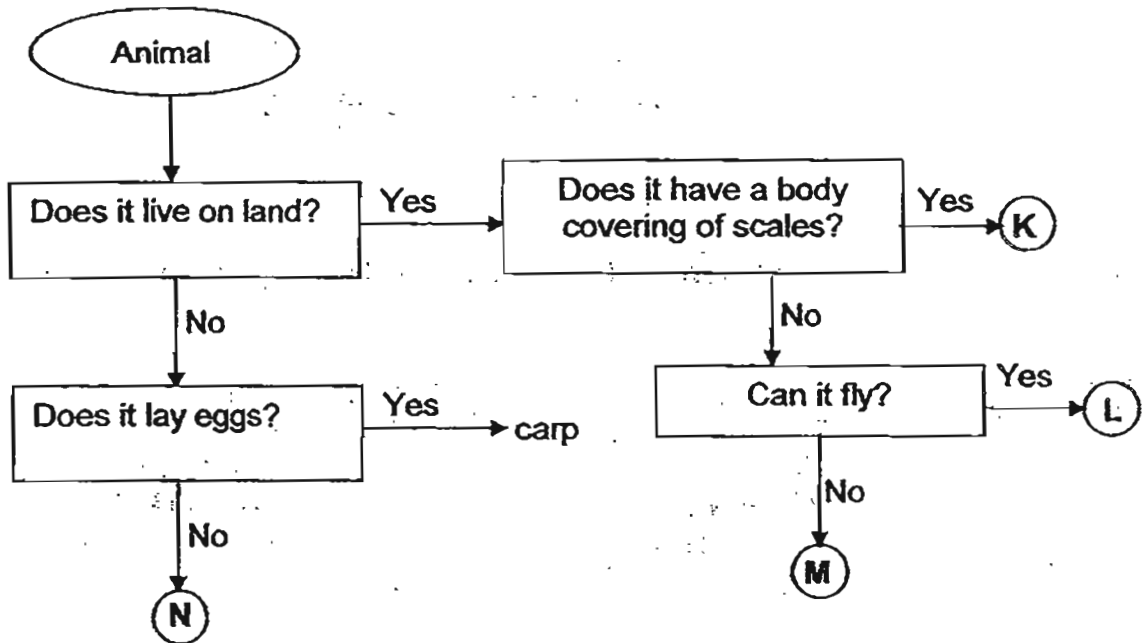 Animal
Does it live on land?
Yes
Does it have a body
covering of scales?
Yes
K
No
No
Does it lay eggs?
Yes
carp
Can it fly?
Yes
L
No
No
M
N